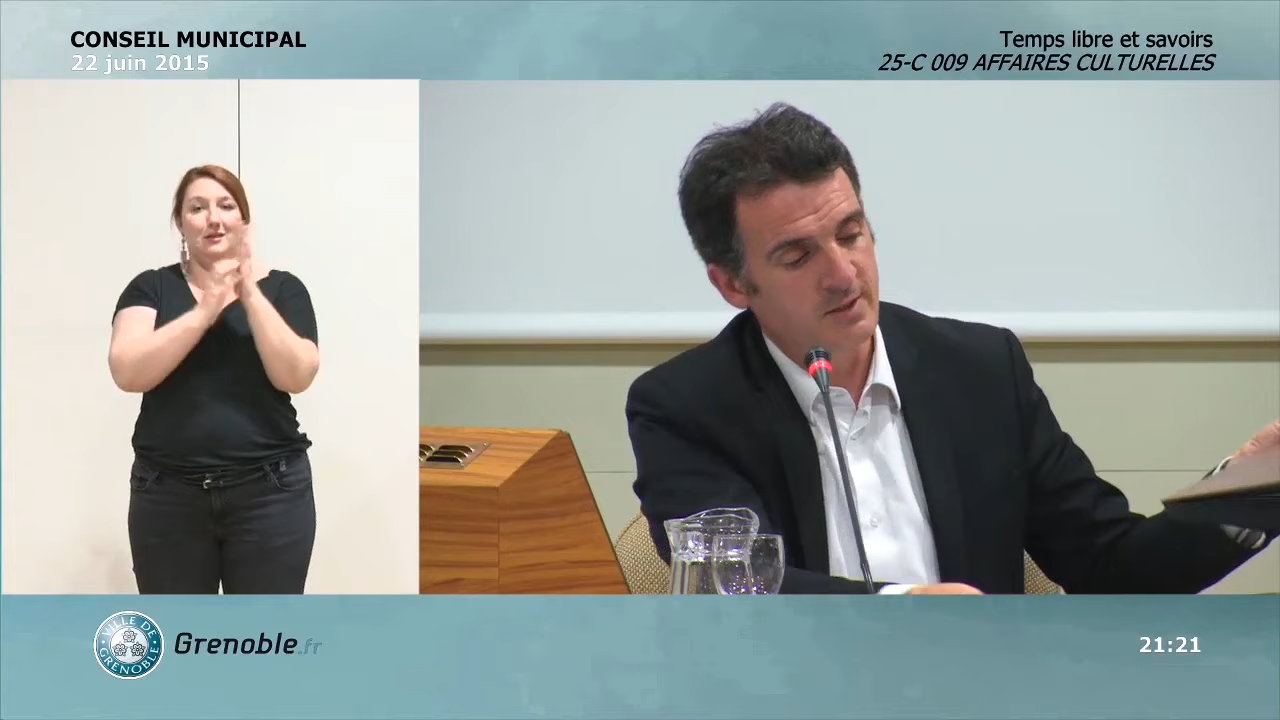 CONSEIL MUNICIPAL
22 juin 2015
Temps libre et savoirs
25-C 009 AFFAIRES CULTURELLES
VILLE DE
GRENOBLE
Grenoble.fr
21:21